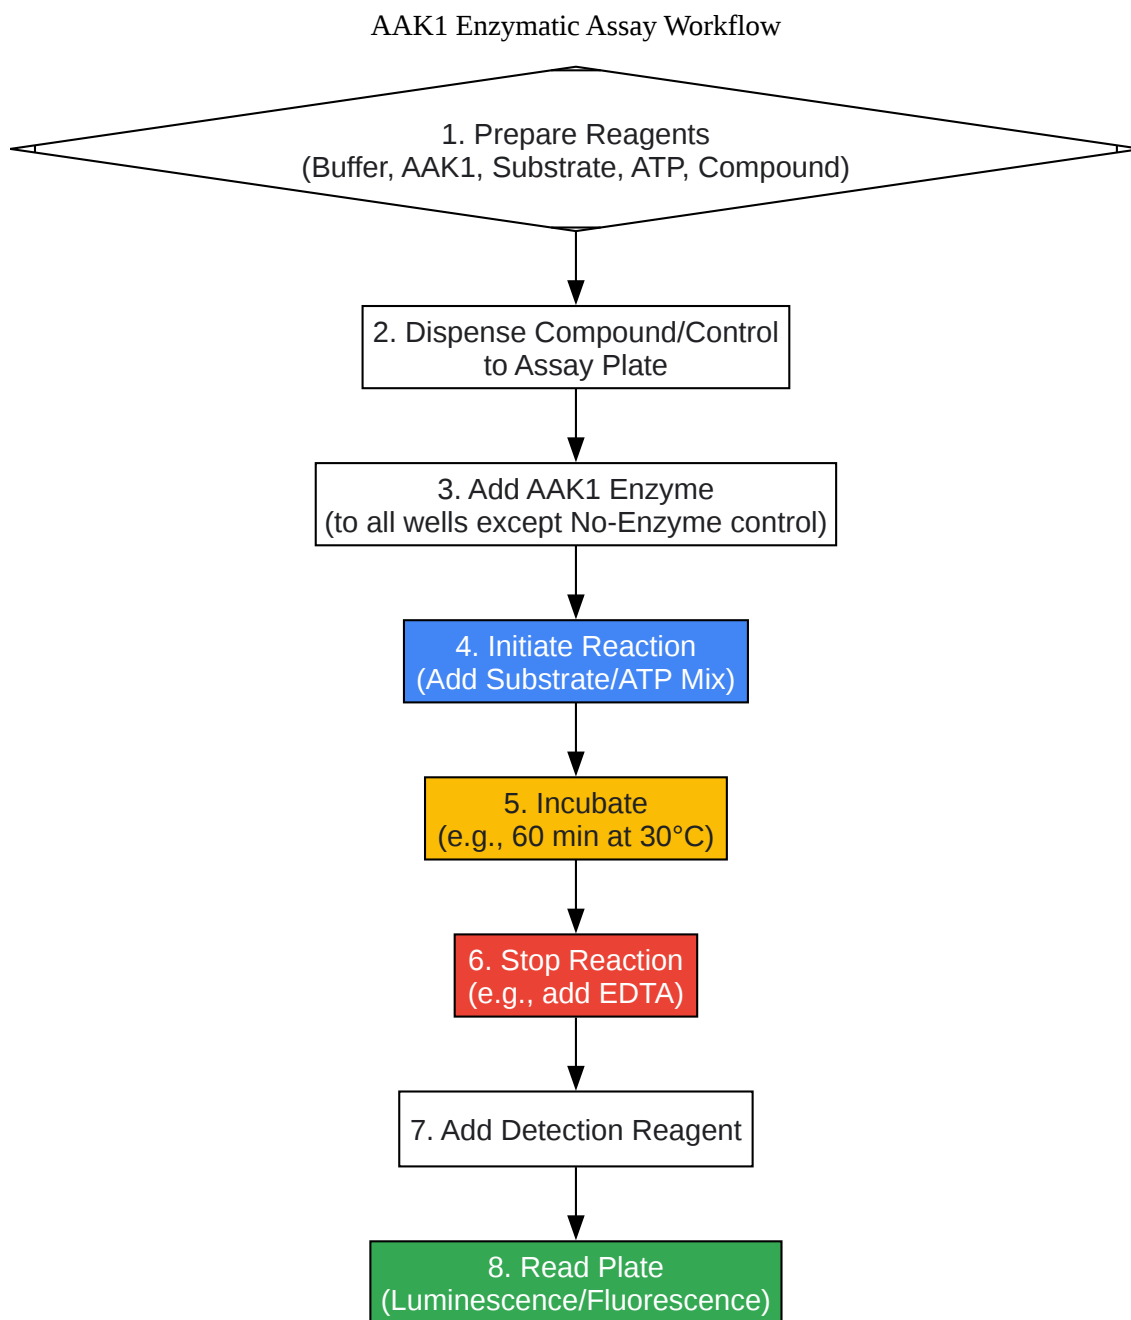 AAK1 Enzymatic Assay Workflow
1. Prepare Reagents
(Buffer, AAK1, Substrate, ATP, Compound)
2. Dispense Compound/Control
to Assay Plate
3. Add AAK1 Enzyme
(to all wells except No-Enzyme control)
4. Initiate Reaction
(Add Substrate/ATP Mix)
5. Incubate
(e.g., 60 min at 30°C)
6. Stop Reaction
(e.g., add EDTA)
7. Add Detection Reagent
8. Read Plate
(Luminescence/Fluorescence)